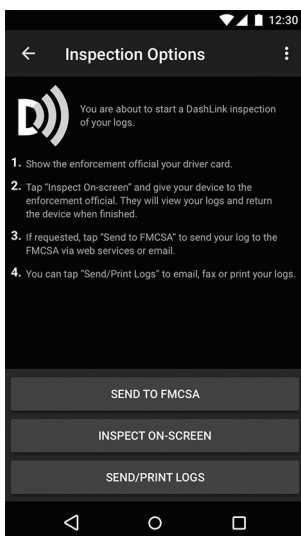 12:30
Inspection Options
You are about to start a DashLink inspection
of your logs.
1. Show the enforcement official your driver card.
2. Tap “Inspect On-screen” and give your device to the
enforcement official. They will view your logs and return
the device when finished.
3. If requested, tap “Send to FMCSA” to send your log to the
FMCSA via web services or email.
4. You can tap “Send/Print Logs” to email, fax or print your logs.
SEND TO FMCSA
INSPECT ON-SCREEN
SEND/PRINT LOGS